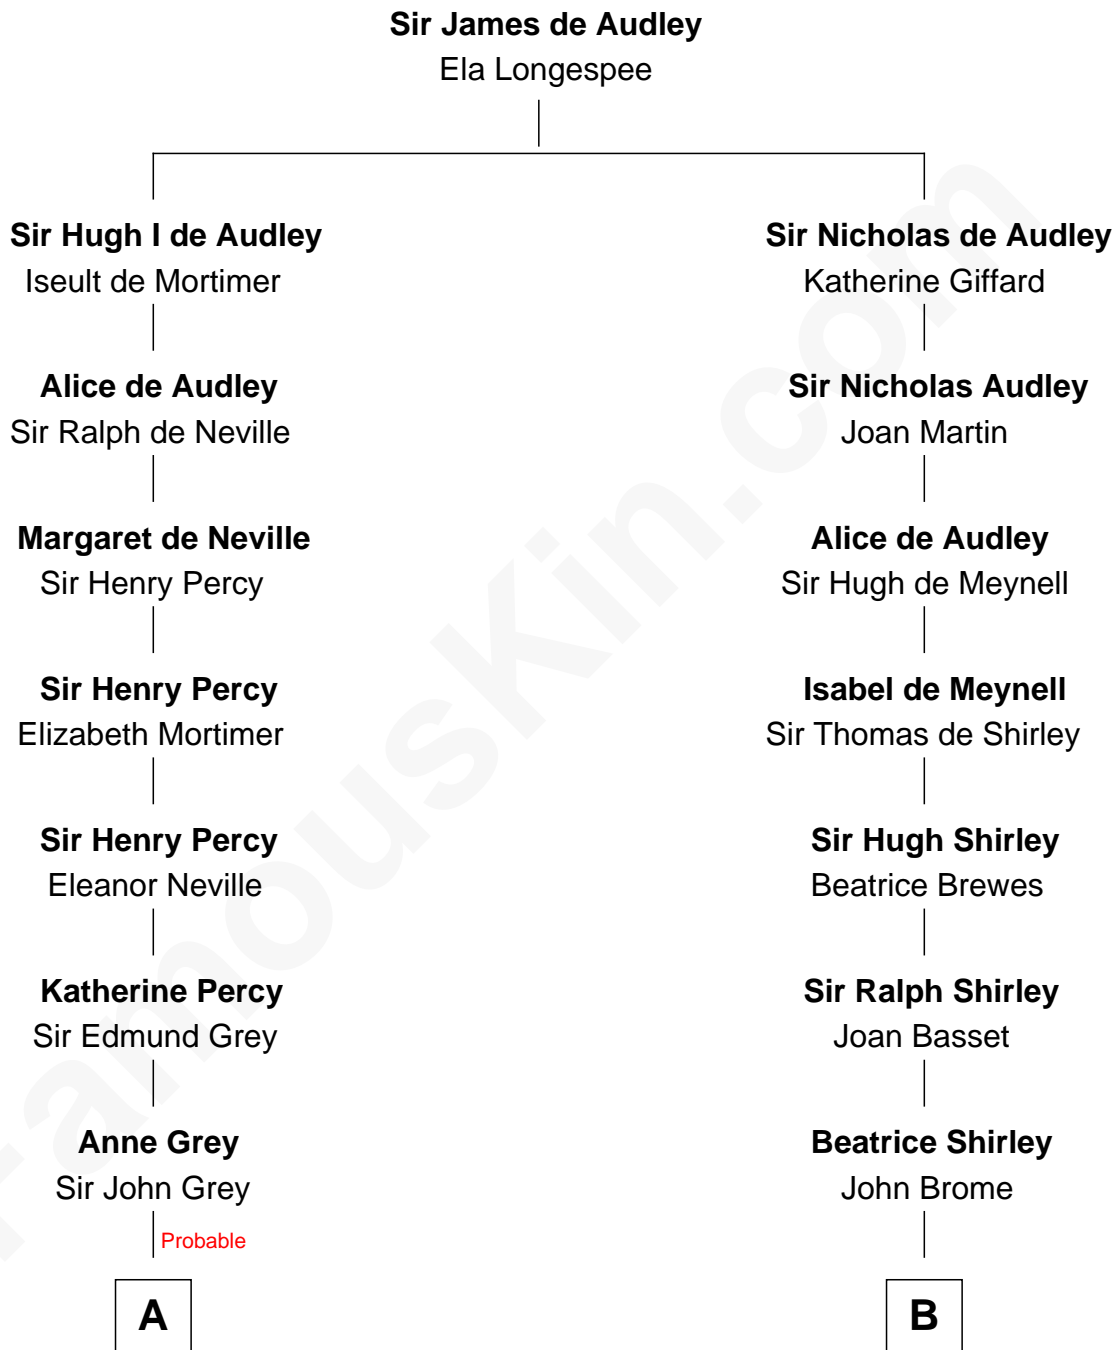 Sir James de Audley
Ela Longespee
Sir Hugh I de Audley
Iseult de Mortimer
Sir Nicholas de Audley
Katherine Giffard
Alice de Audley
Sir Ralph de Neville
Sir Nicholas Audley
Joan Martin
Margaret de Neville
Sir Henry Percy
Alice de Audley
Sir Hugh de Meynell
Sir Henry Percy
Elizabeth Mortimer
Isabel de Meynell
Sir Thomas de Shirley
Sir Henry Percy
Eleanor Neville
Sir Hugh Shirley
Beatrice Brewes
Katherine Percy
Sir Edmund Grey
Sir Ralph Shirley
Joan Basset
Anne Grey
Sir John Grey
Beatrice Shirley
John Brome
Probable
A
B
FamousKin.com